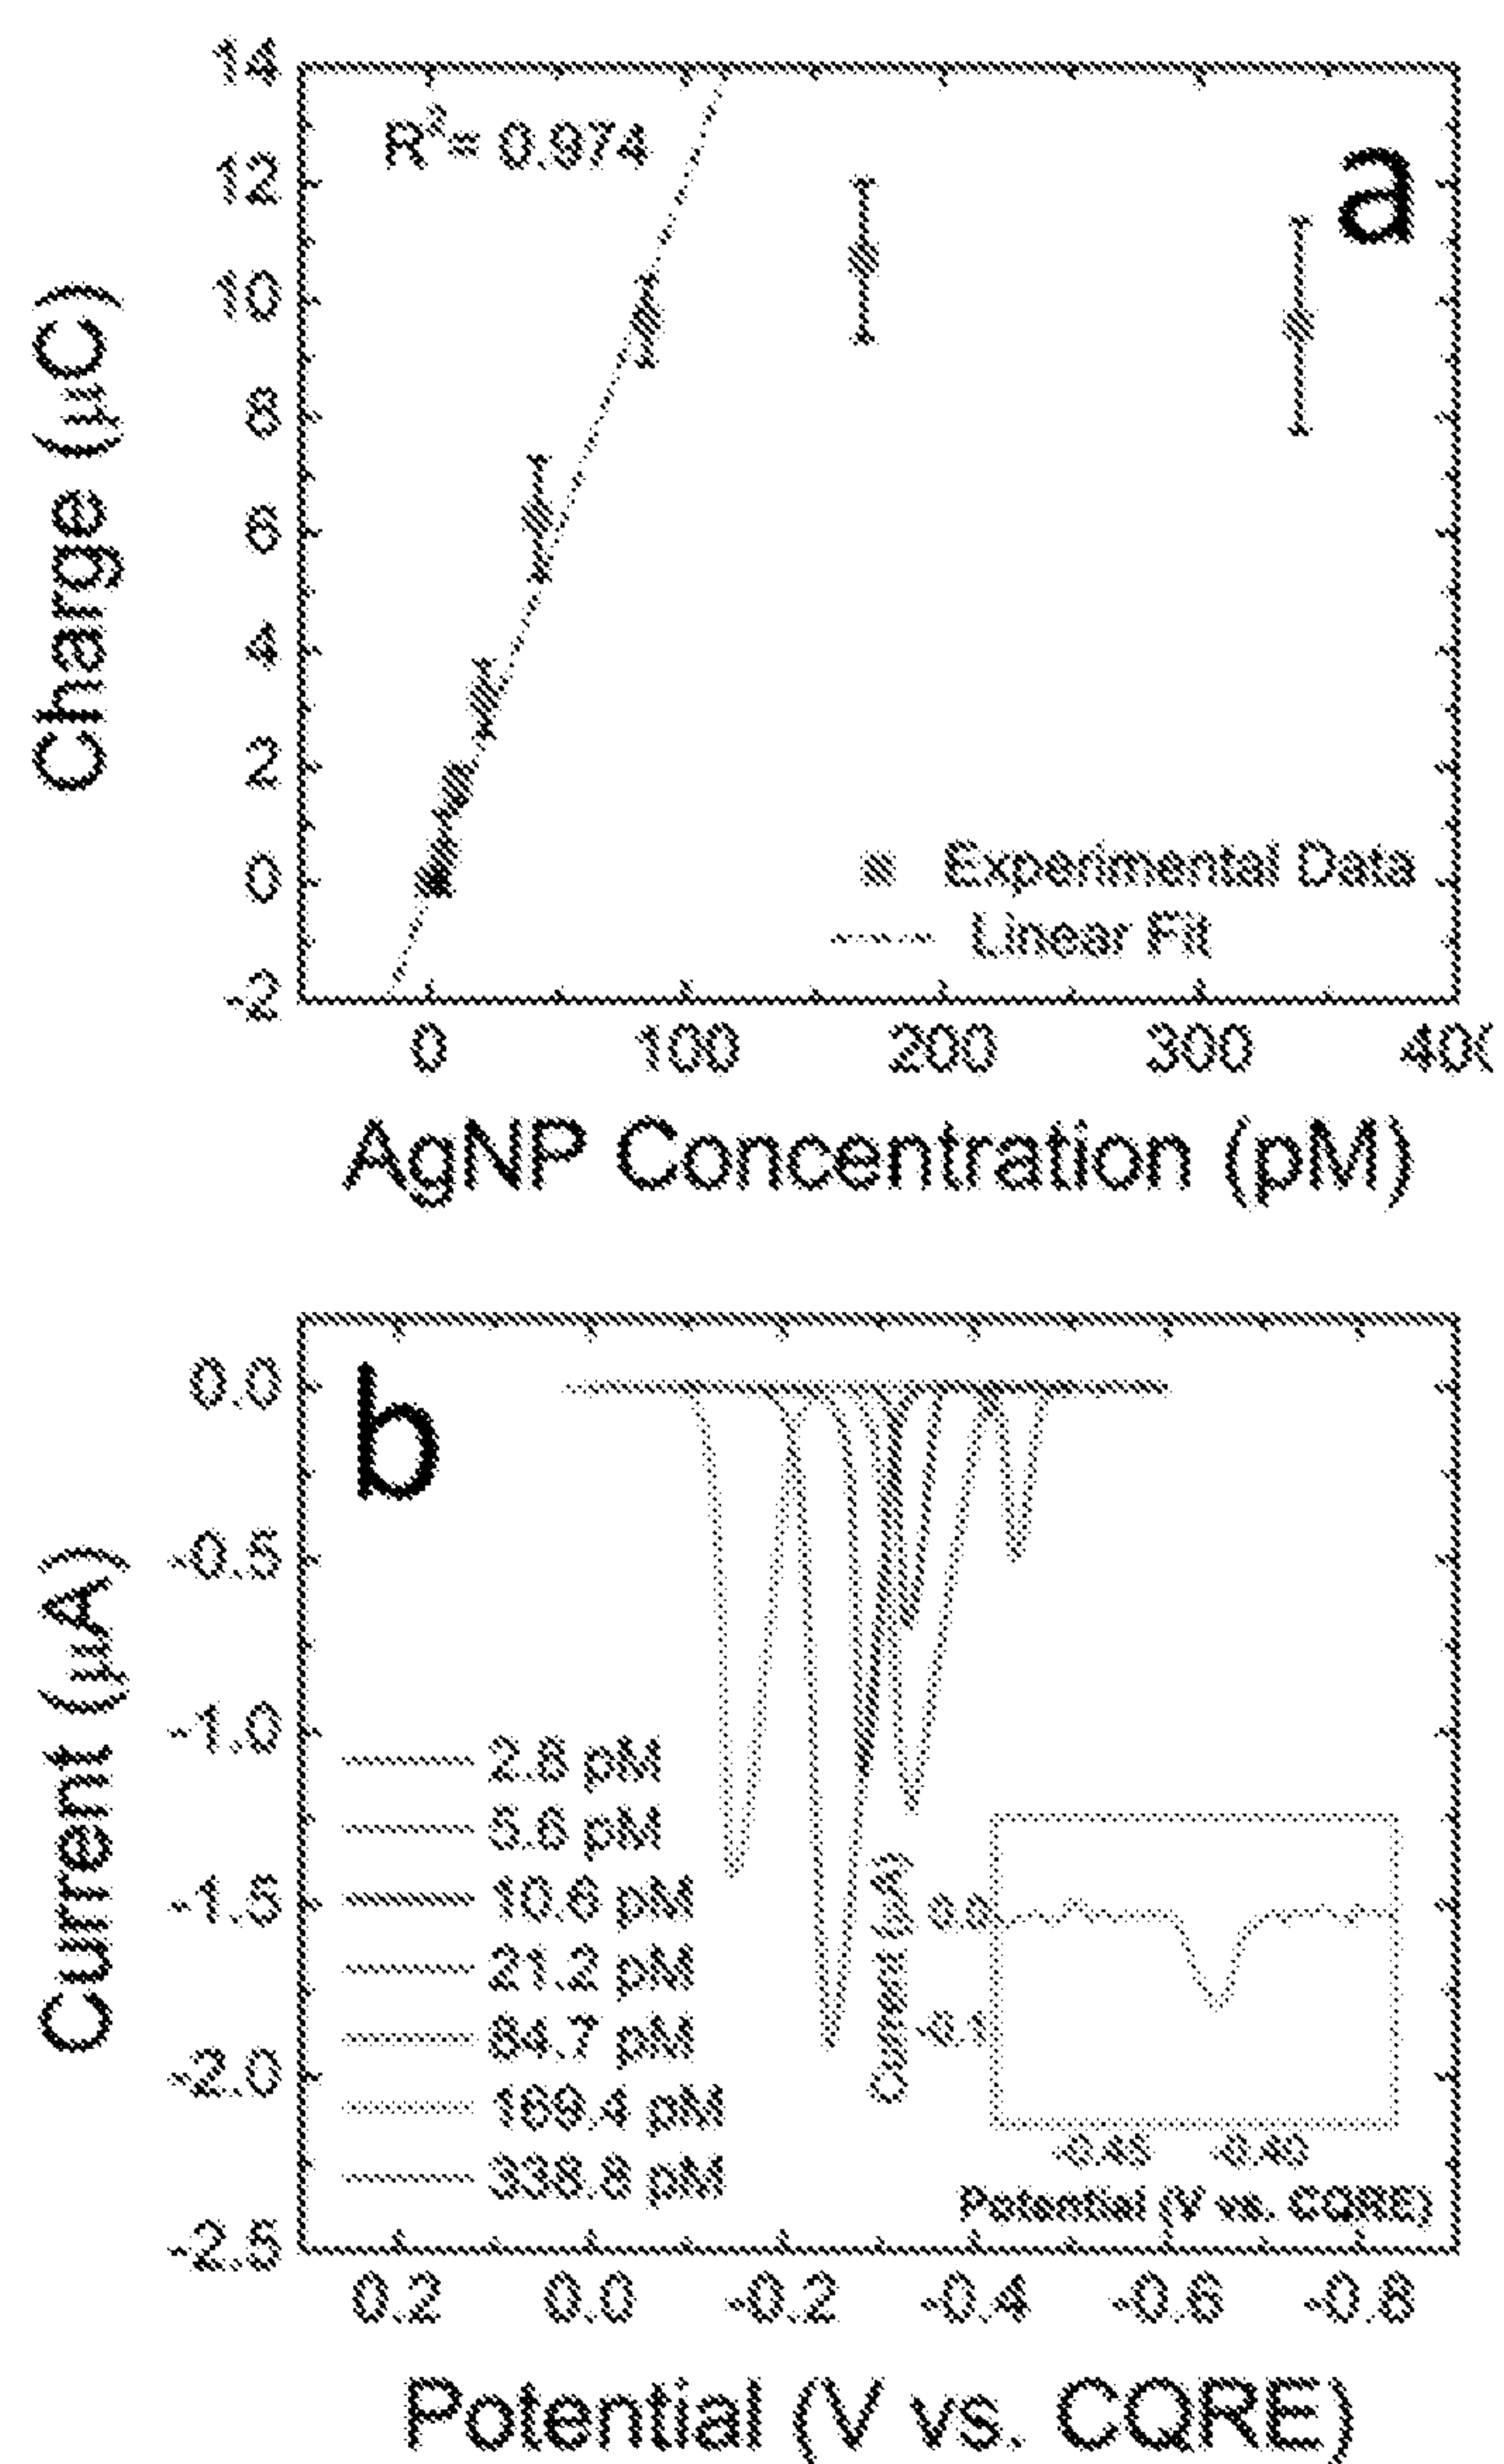 14
12
10
8
6
4
2
0
-2
Charge (µC)
R²= 0.974
a
Experimental Data
Linear Fit
0 100 200 300
AgNP Concentration (pM)
b
0.0
-0.5
-1.0
-1.5
-2.0
-2.5
Current (µA)
2.8 pM
5.6 pM
10.6 pM
21.2 pM
84.7 pM
169.4 pM
338.8 pM
Current (µA)
0.0
-0.1
-0.45 -0.40
Potential (V vs. CQRE)
0.2 0.0 -0.2 -0.4 -0.6 -0.8
Potential (V vs. CQRE)